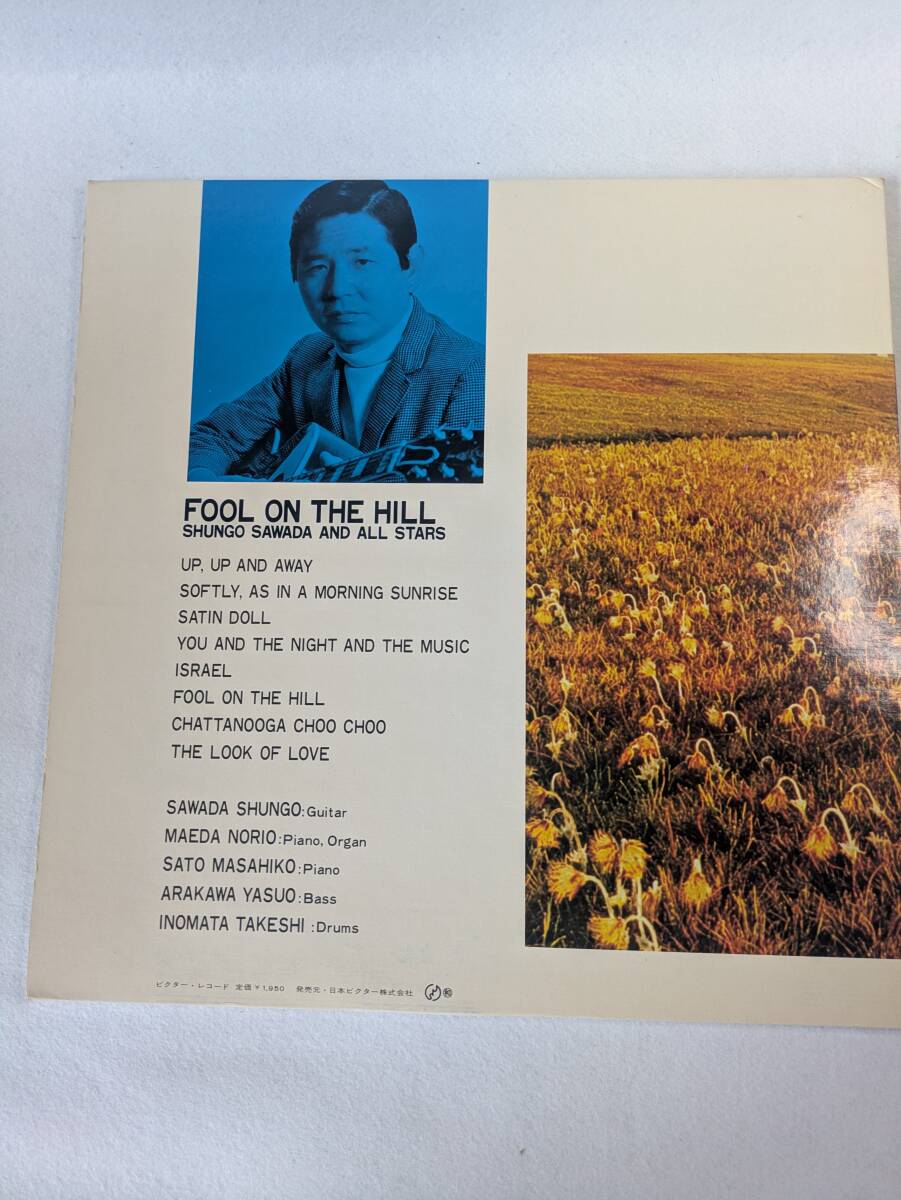 FOOL ON THE HILL
SHUNGO SAWADA AND ALL STARS
UP, UP AND AWAY
SOFTLY, AS IN A MORNING SUNRISE
SATIN DOLL
YOU AND THE NIGHT AND THE MUSIC
ISRAEL
FOOL ON THE HILL
CHATTANOOGA CHOO CHOO
THE LOOK OF LOVE
SAWADA SHUNGO:Guitar
MAEDA NORIO:Piano, Organ
SATO MASAHIKO:Piano
ARAKAWA YASUO:Bass
INOMATA TAKESHI :Drums
ビクター・レコード 定価 ¥1,950 発売元・日本ビクター株式会社